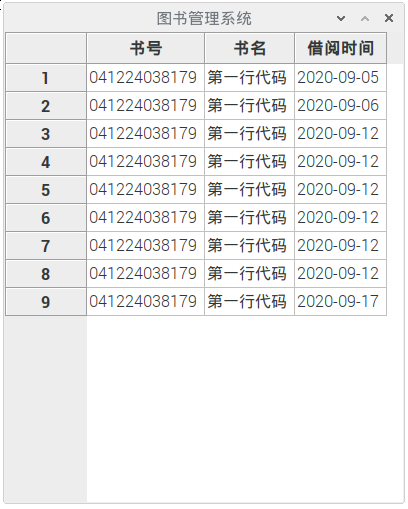 图书管理系统
书号 书名 借阅时间
1 041224038179 第一行代码 2020-09-05
2 041224038179 第一行代码 2020-09-06
3 041224038179 第一行代码 2020-09-12
4 041224038179 第一行代码 2020-09-12
5 041224038179 第一行代码 2020-09-12
6 041224038179 第一行代码 2020-09-12
7 041224038179 第一行代码 2020-09-12
8 041224038179 第一行代码 2020-09-12
9 041224038179 第一行代码 2020-09-17